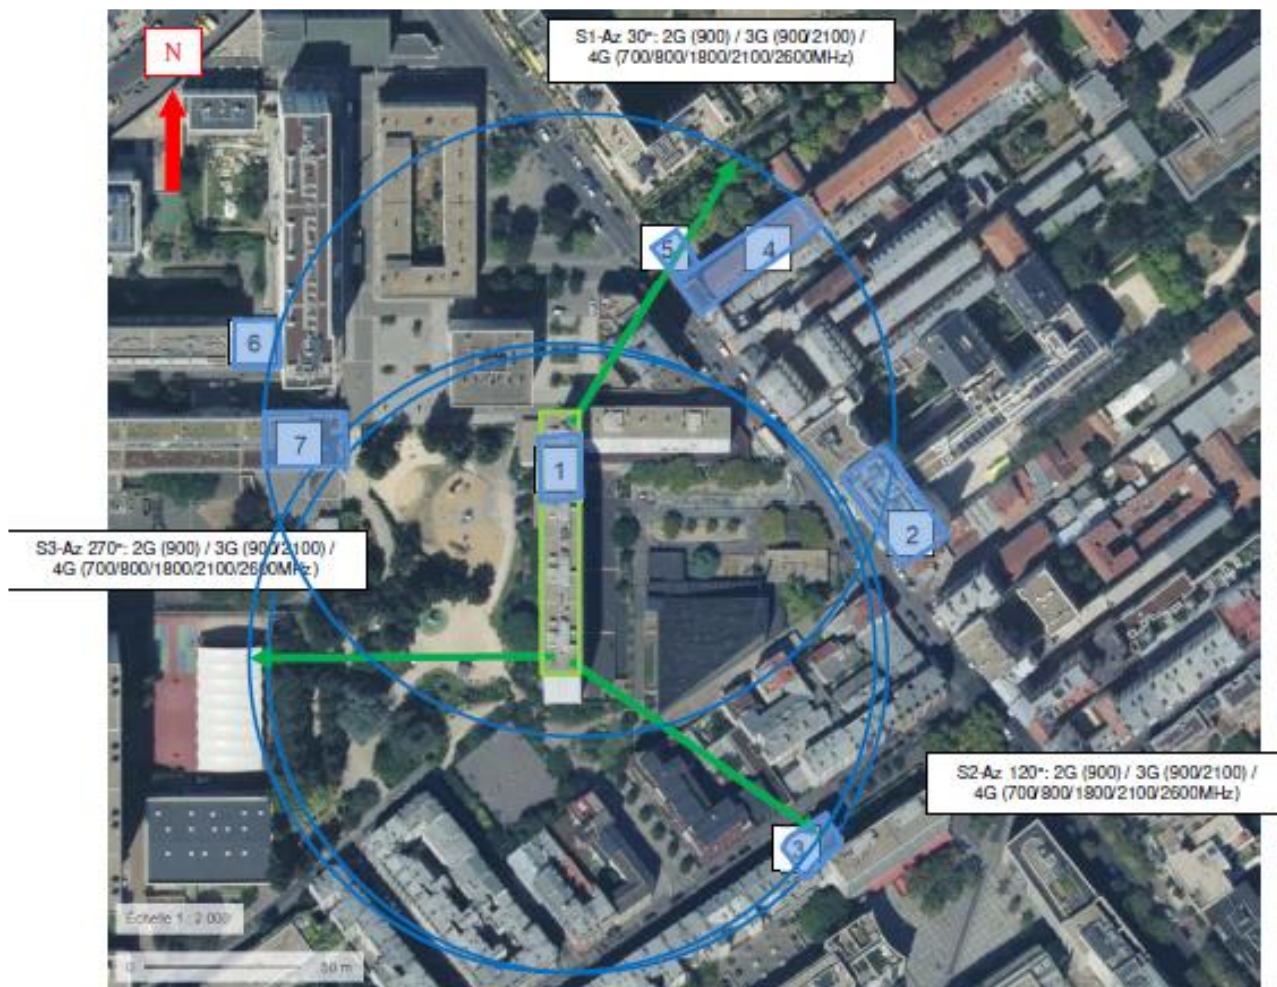 N
S1-Az 30°: 2G (900) / 3G (900/2100) /
4G (700/800/1800/2100/2600MHz)
5
4
6
7
1
2
S3-Az 270°: 2G (900) / 3G (900/2100) /
4G (700/800/1800/2100/2600MHz)
S2-Az 120°: 2G (900) / 3G (900/2100) /
4G (700/800/1800/2100/2600MHz)
3
Échelle 1 : 2 000
0 50 m